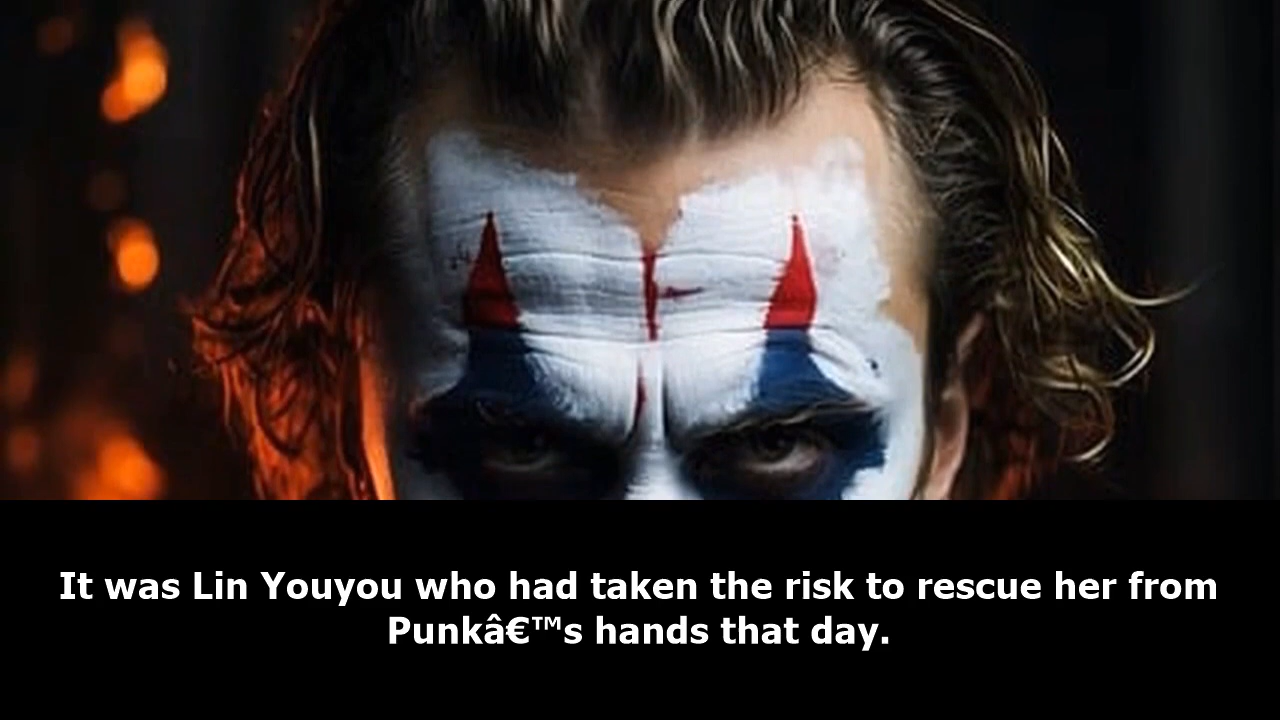 It was Lin Youyou who had taken the risk to rescue her from
Punkâ€™s hands that day.